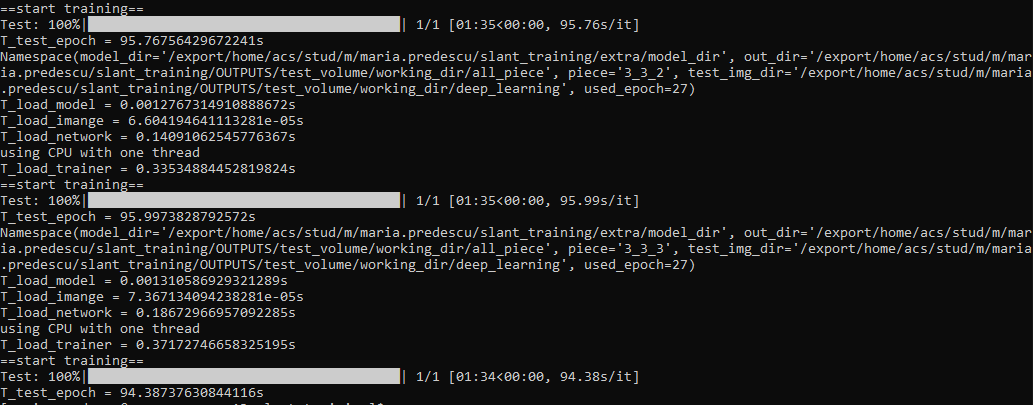 ==start training==
Test: 100%|██████████| 1/1 [01:35<00:00, 95.76s/it]
T_test_epoch = 95.76756429672241s
Namespace(model_dir='/export/home/acs/stud/m/maria.predescu/slant_training/extra/model_dir', out_dir='/export/home/acs/stud/m/mar
ia.predescu/slant_training/OUTPUTS/test_volume/working_dir/all_piece', piece='3_3_2', test_img_dir='/export/home/acs/stud/m/maria
.predescu/slant_training/OUTPUTS/test_volume/working_dir/deep_learning', used_epoch=27)
T_load_model = 0.0012767314910888672s
T_load_imange = 6.604194641113281e-05s
T_load_network = 0.14091062545776367s
using CPU with one thread
T_load_trainer = 0.33534884452819824s
==start training==
Test: 100%|██████████| 1/1 [01:35<00:00, 95.99s/it]
T_test_epoch = 95.9973828792572s
Namespace(model_dir='/export/home/acs/stud/m/maria.predescu/slant_training/extra/model_dir', out_dir='/export/home/acs/stud/m/mar
ia.predescu/slant_training/OUTPUTS/test_volume/working_dir/all_piece', piece='3_3_3', test_img_dir='/export/home/acs/stud/m/maria
.predescu/slant_training/OUTPUTS/test_volume/working_dir/deep_learning', used_epoch=27)
T_load_model = 0.001310586929321289s
T_load_imange = 7.367134094238281e-05s
T_load_network = 0.18672966957092285s
using CPU with one thread
T_load_trainer = 0.37172746658325195s
==start training==
Test: 100%|██████████| 1/1 [01:34<00:00, 94.38s/it]
T_test_epoch = 94.38737630844116s